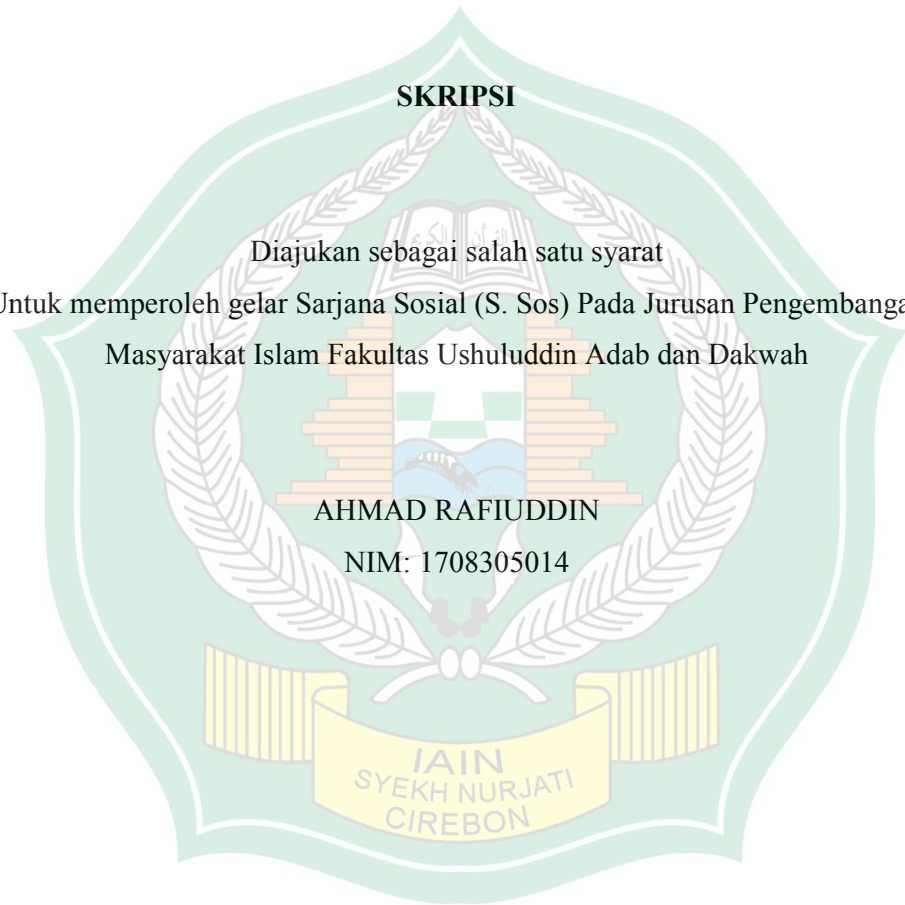 SKRIPSI
Diajukan sebagai salah satu syarat
Untuk memperoleh gelar Sarjana Sosial (S. Sos) Pada Jurusan Pengembanga
Masyarakat Islam Fakultas Ushuluddin Adab dan Dakwah
AHMAD RAFIUDDIN
NIM: 1708305014
IAIN
SYEKH NURJATI
CIREBON